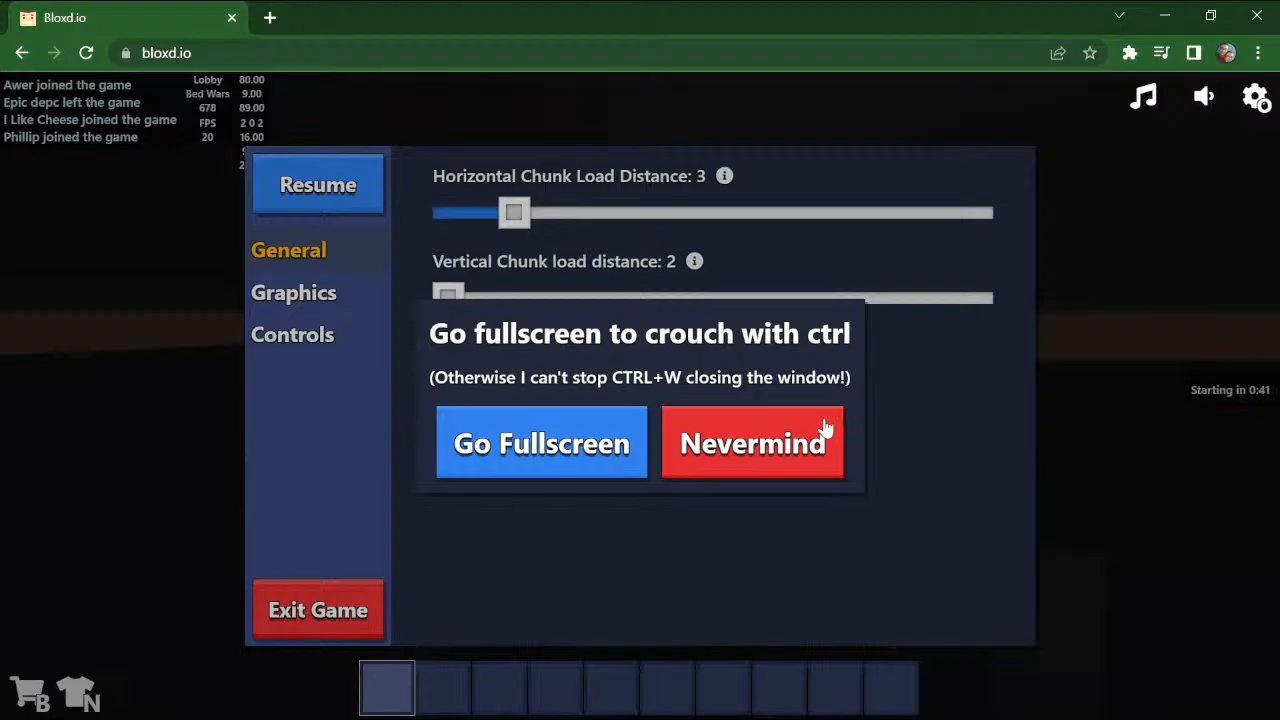 Bloxd.io
bloxd.io
Awer joined the game
Epic depc left the game
I Like Cheese joined the game
Phillip joined the game
Lobby 80.00
Bed Wars 9.00
678 89.00
FPS 2 0 2
20 16.00
Resume
General
Graphics
Controls
Exit Game
Horizontal Chunk Load Distance: 3
Vertical Chunk load distance: 2
Go fullscreen to crouch with ctrl
(Otherwise I can't stop CTRL+W closing the window!)
Go Fullscreen
Nevermind
Starting in 0:41
B
N